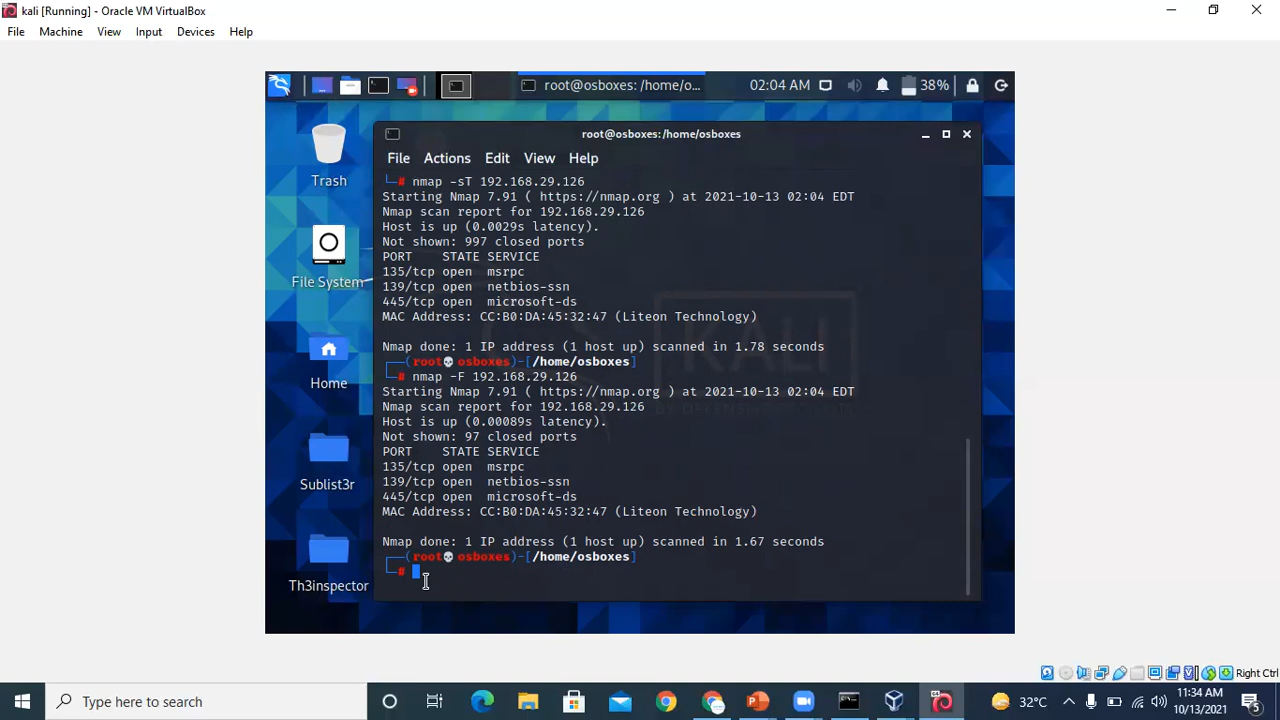 kali [Running] - Oracle VM VirtualBox
File Machine View Input Devices Help
root@osboxes: /home/o... 02:04 AM 38%
root@osboxes:/home/osboxes
File Actions Edit View Help
Trash
File System
Home
Sublist3r
Th3inspector
└─# nmap -sT 192.168.29.126
Starting Nmap 7.91 ( https://nmap.org ) at 2021-10-13 02:04 EDT
Nmap scan report for 192.168.29.126
Host is up (0.0029s latency).
Not shown: 997 closed ports
PORT    STATE SERVICE
135/tcp open  msrpc
139/tcp open  netbios-ssn
445/tcp open  microsoft-ds
MAC Address: CC:B0:DA:45:32:47 (Liteon Technology)
Nmap done: 1 IP address (1 host up) scanned in 1.78 seconds
┌──(root💀osboxes)-[/home/osboxes]
└─# nmap -F 192.168.29.126
Starting Nmap 7.91 ( https://nmap.org ) at 2021-10-13 02:04 EDT
Nmap scan report for 192.168.29.126
Host is up (0.00089s latency).
Not shown: 97 closed ports
PORT    STATE SERVICE
135/tcp open  msrpc
139/tcp open  netbios-ssn
445/tcp open  microsoft-ds
MAC Address: CC:B0:DA:45:32:47 (Liteon Technology)
Nmap done: 1 IP address (1 host up) scanned in 1.67 seconds
┌──(root💀osboxes)-[/home/osboxes]
└─#
KALI
Right Ctrl
Type here to search
32°C
11:34 AM
10/13/2021
5